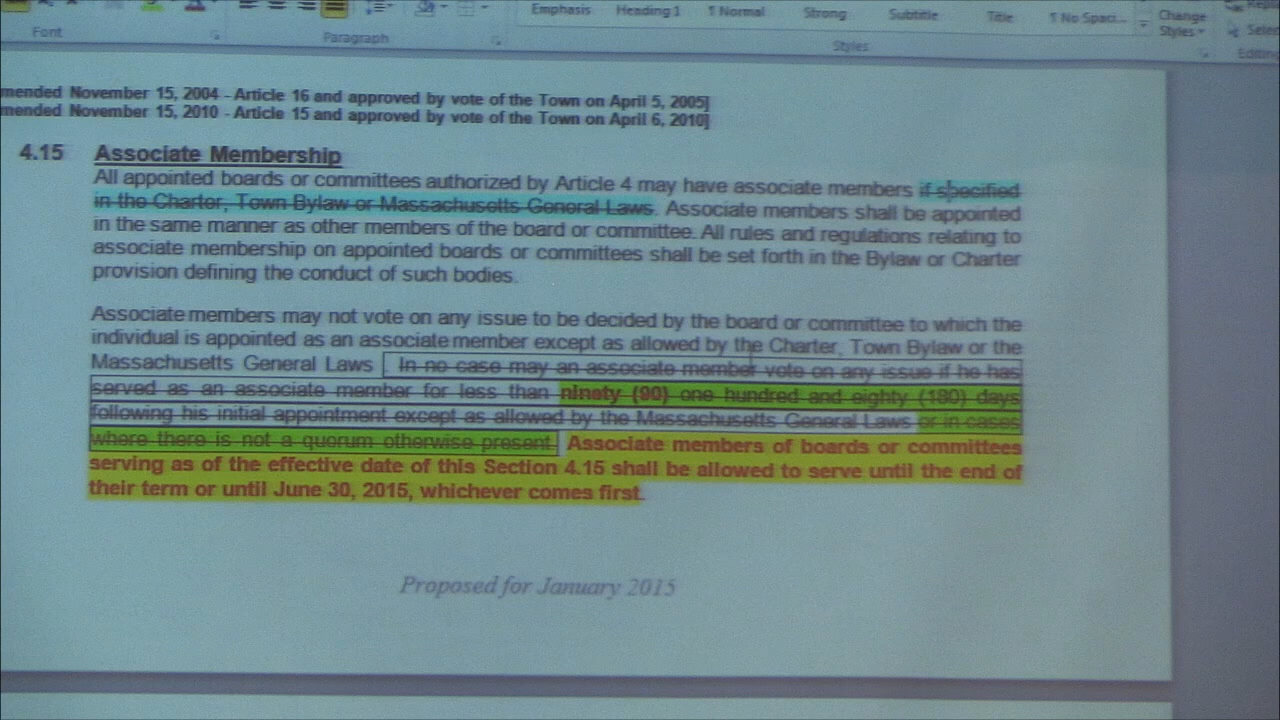 Emphasis Heading 1 ¶ Normal Strong Subtitle Title ¶ No Spaci... Change Styles
Font Paragraph Styles
mended November 15, 2004 - Article 16 and approved by vote of the Town on April 5, 2005]
mended November 15, 2010 - Article 15 and approved by vote of the Town on April 6, 2010]
4.15 Associate Membership
All appointed boards or committees authorized by Article 4 may have associate members if specified
in the Charter, Town Bylaw or Massachusetts General Laws. Associate members shall be appointed
in the same manner as other members of the board or committee. All rules and regulations relating to
associate membership on appointed boards or committees shall be set forth in the Bylaw or Charter
provision defining the conduct of such bodies.
Associate members may not vote on any issue to be decided by the board or committee to which the
individual is appointed as an associate member except as allowed by the Charter, Town Bylaw or the
Massachusetts General Laws In no case may an associate member vote on any issue if he has
served as an associate member for less than ninety (90) one hundred and eighty (180) days
following his initial appointment except as allowed by the Massachusetts General Laws or in cases
where there is not a quorum otherwise present. Associate members of boards or committees
serving as of the effective date of this Section 4.15 shall be allowed to serve until the end of
their term or until June 30, 2015, whichever comes first.
Proposed for January 2015